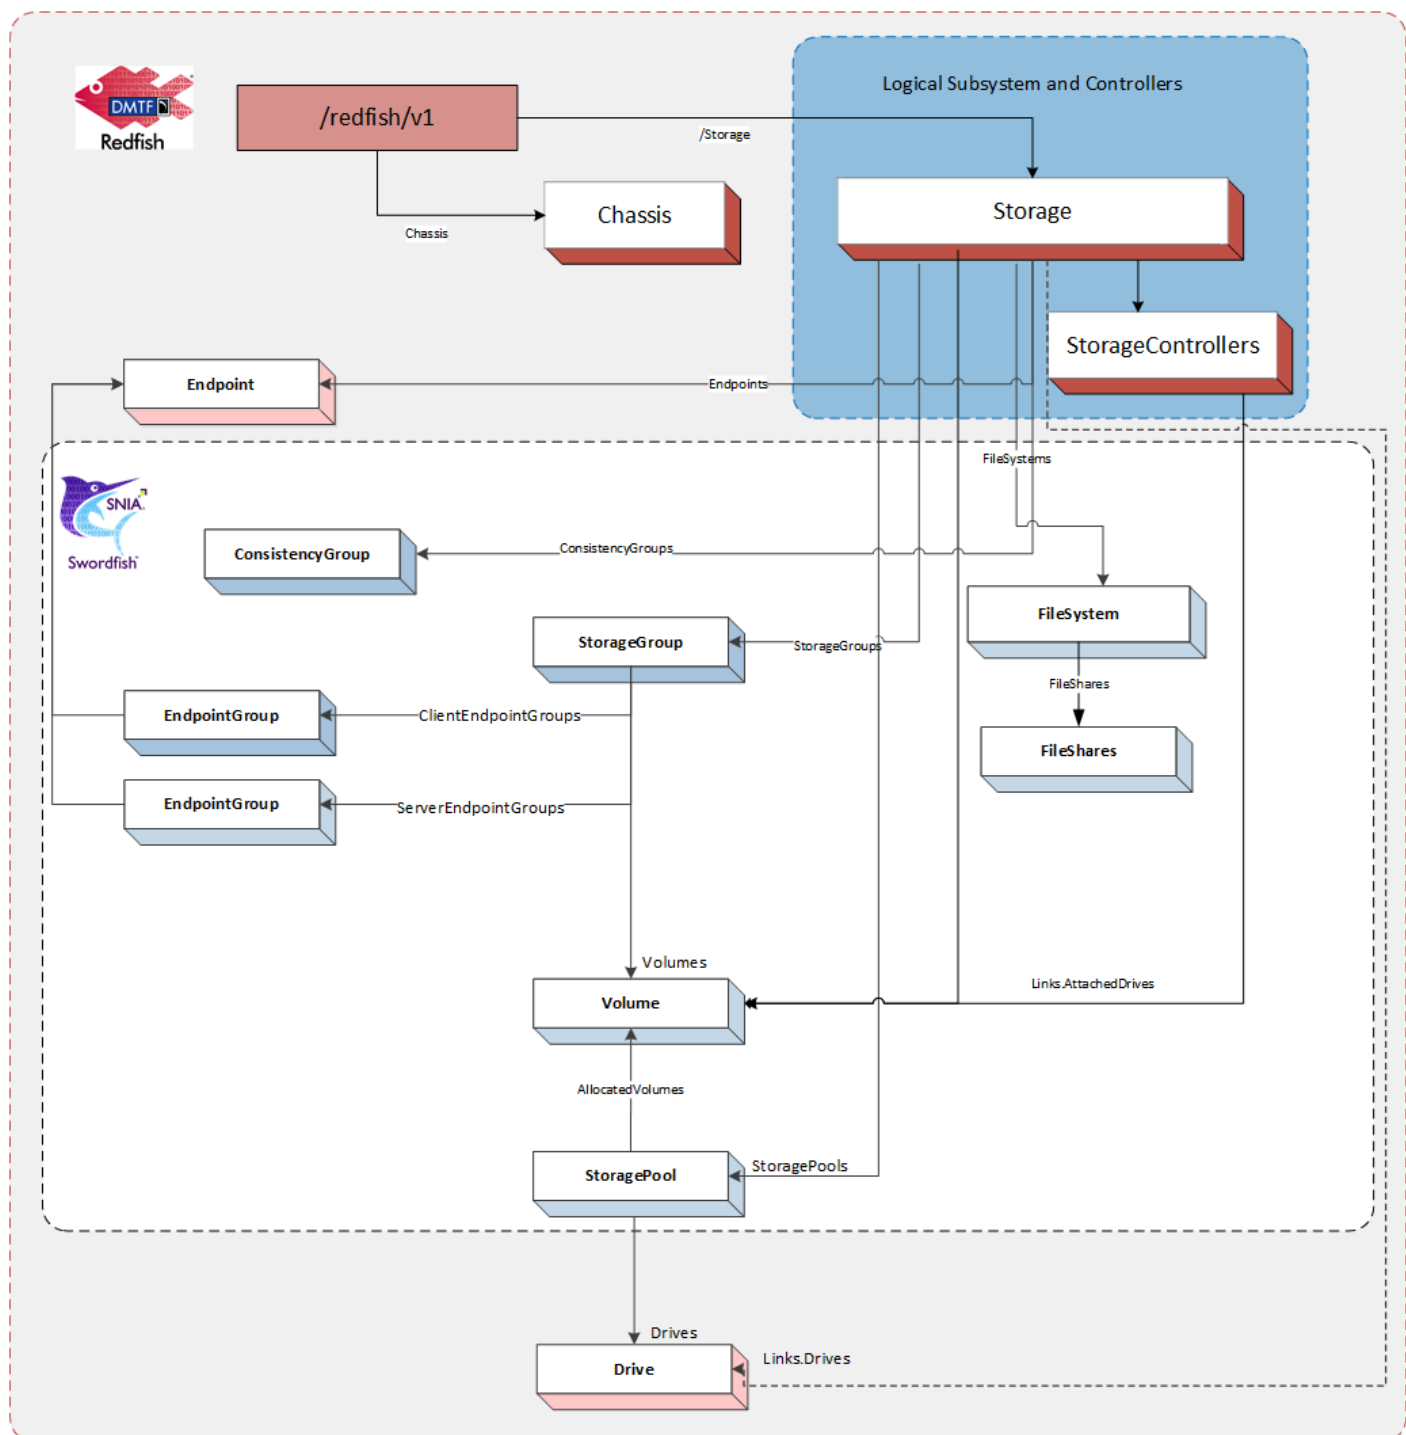 Logical Subsystem and Controllers
DMTF
Redfish
/redfish/v1
/Storage
Chassis
Storage
Chassis
StorageControllers
Endpoint
Endpoints
FileSystems
SNIA
Swordfish
ConsistencyGroup
ConsistencyGroups
FileSystem
StorageGroup
StorageGroups
FileShares
EndpointGroup
ClientEndpointGroups
FileShares
EndpointGroup
ServerEndpointGroups
Volumes
Volume
Links.AttachedDrives
AllocatedVolumes
StoragePool
StoragePools
Drives
Drive
Links.Drives